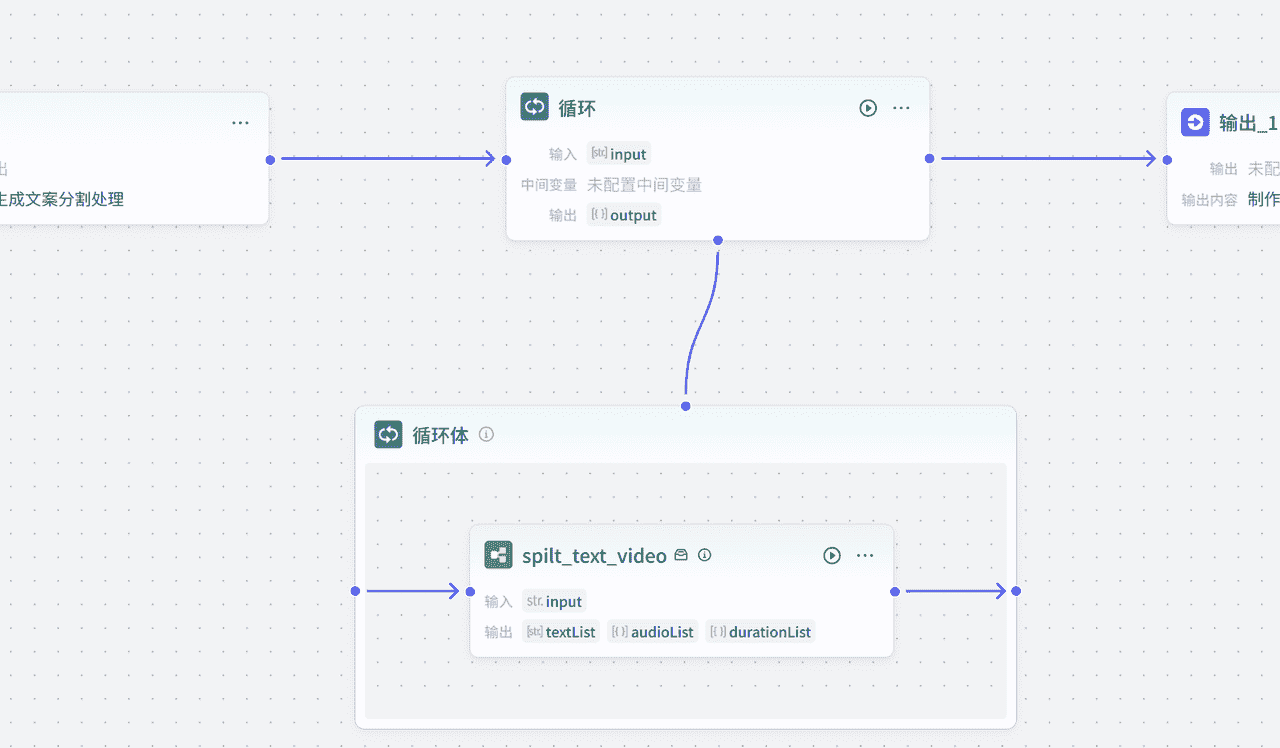 循环
输出_1
输入 [str] input
出
中间变量 未配置中间变量
输出 未配
生成文案分割处理
输出内容 制作
输出 [()] output
循环体
spilt_text_video
输入 str. input
输出 [str] textList [()] audioList [()] durationList